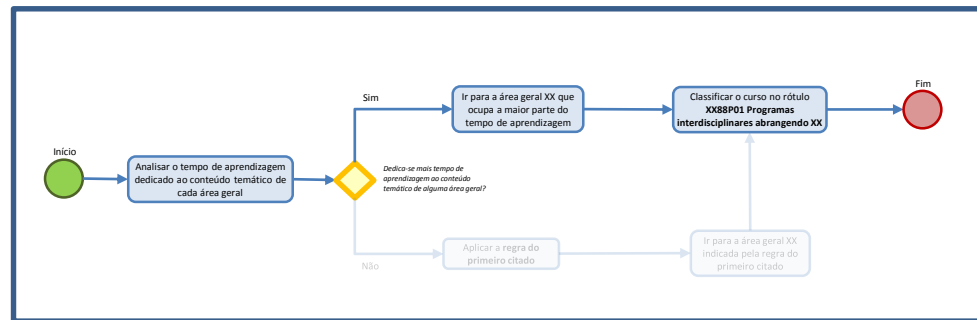 Início
Analisar o tempo de aprendizagem
dedicado ao conteúdo temático de
cada área geral
Sim
Dedica-se mais tempo de
aprendizagem ao conteúdo
temático de alguma área geral?
Não
Ir para a área geral XX que
ocupa a maior parte do
tempo de aprendizagem
Classificar o curso no rótulo
XX88P01 Programas
interdisciplinares abrangendo XX
Fim
Aplicar a regra do
primeiro citado
Ir para a área geral XX
indicada pela regra do
primeiro citado